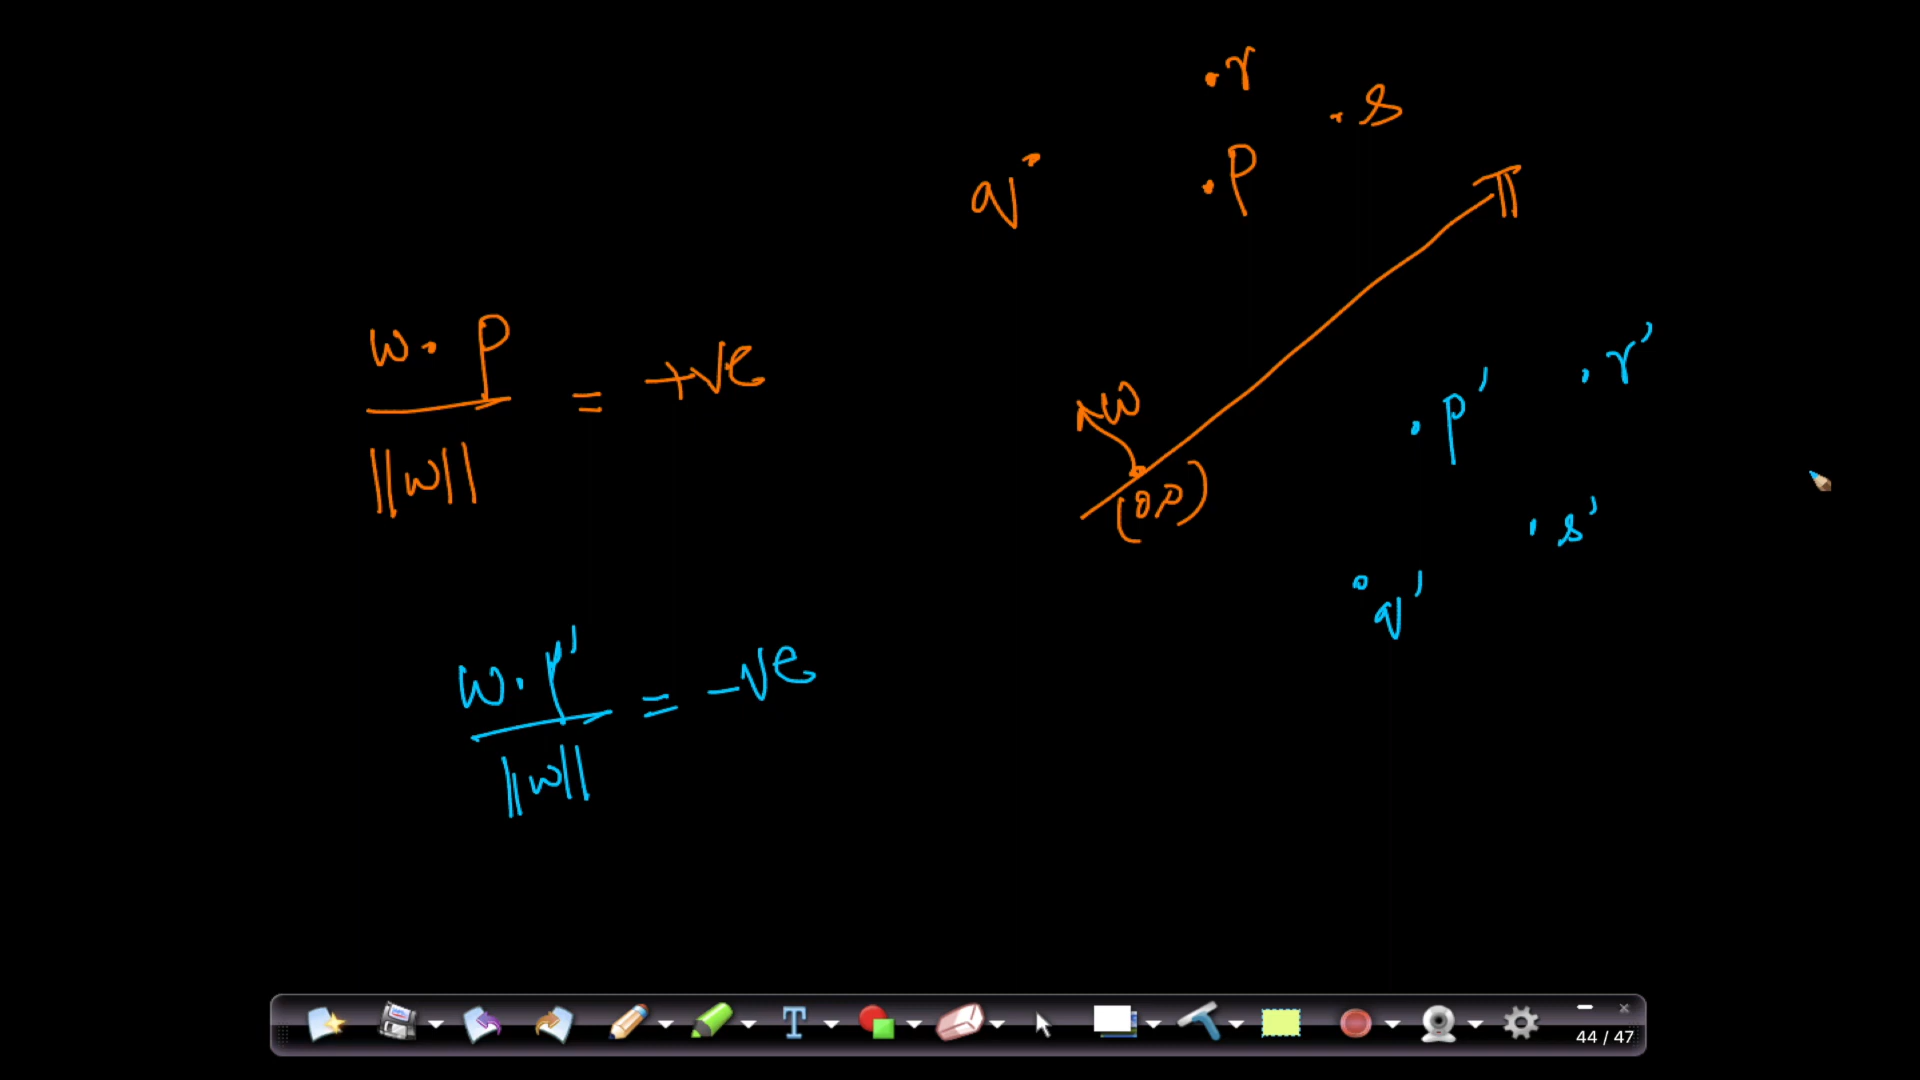 .r
.s
q.
.p
π
w.p
―― = +ve
||w||
w
(0,0)
.p'
.r'
.s'
q'
w.p'
―― = -ve
||w||
T
44 / 47